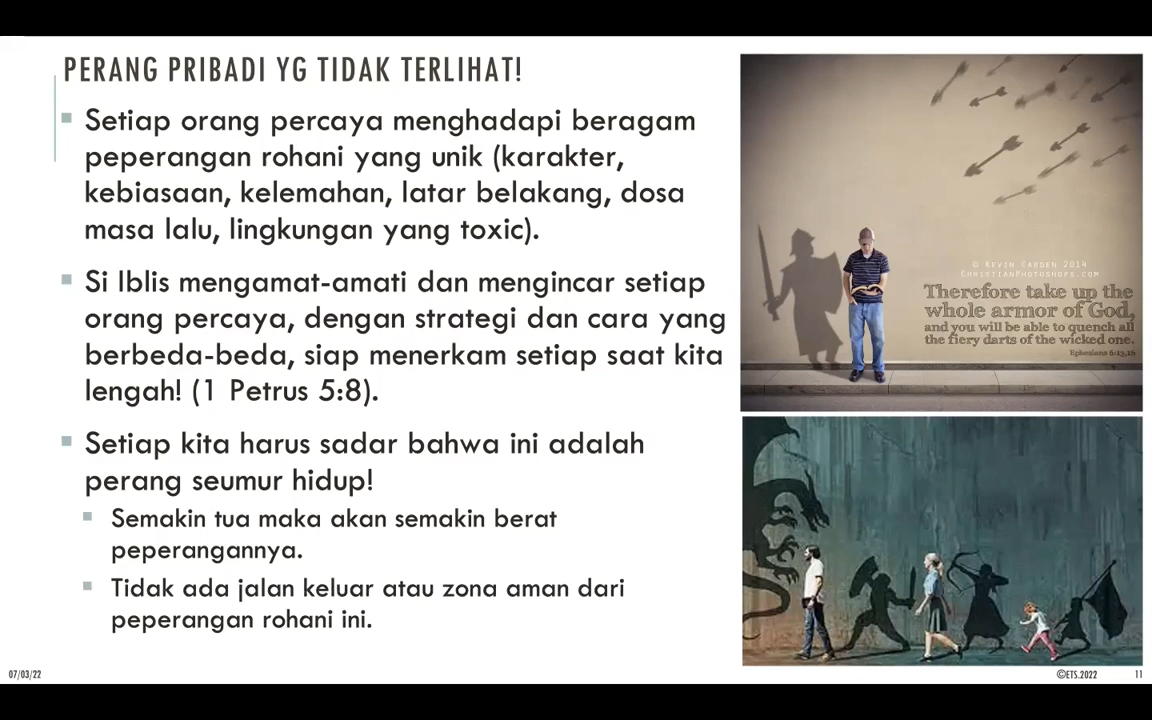 PERANG PRIBADI YG TIDAK TERLIHAT!
Setiap orang percaya menghadapi beragam
peperangan rohani yang unik (karakter,
kebiasaan, kelemahan, latar belakang, dosa
masa lalu, lingkungan yang toxic).
Si Iblis mengamat-amati dan mengincar setiap
orang percaya, dengan strategi dan cara yang
berbeda-beda, siap menerkam setiap saat kita
lengah! (1 Petrus 5:8).
Setiap kita harus sadar bahwa ini adalah
perang seumur hidup!
Semakin tua maka akan semakin berat
peperangannya.
Tidak ada jalan keluar atau zona aman dari
peperangan rohani ini.
© Kevin Carden 2014
ChristianPhotoshops.com
Therefore take up the
whole armor of God,
and you will be able to quench all
the fiery darts of the wicked one.
Ephesians 6:13,16
07/03/22
©ETS.2022
11